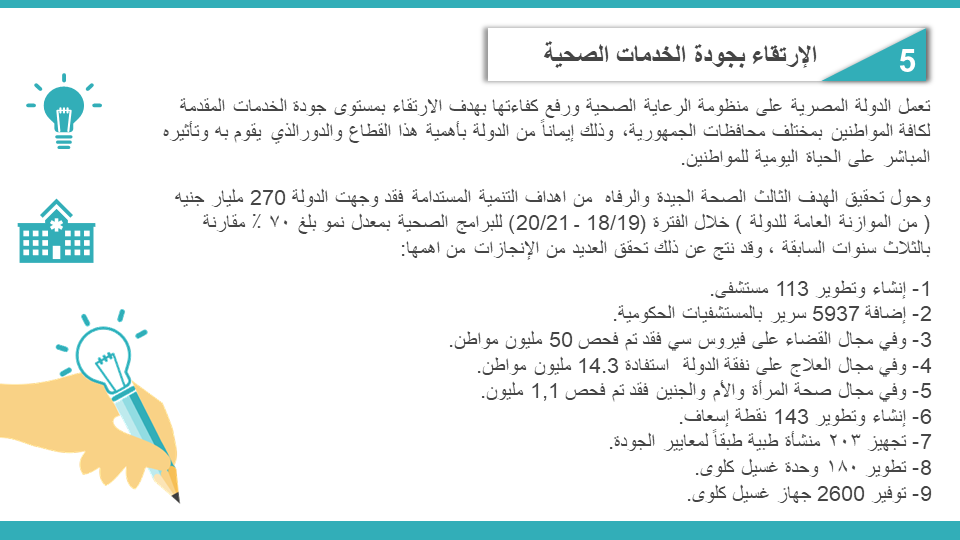 5
الإرتقاء بجودة الخدمات الصحية
تعمل الدولة المصرية على منظومة الرعاية الصحية ورفع كفاءتها بهدف الارتقاء بمستوى جودة الخدمات المقدمة
لكافة المواطنين بمختلف محافظات الجمهورية، وذلك إيماناً من الدولة بأهمية هذا القطاع والدورالذي يقوم به وتأثيره
المباشر على الحياة اليومية للمواطنين.
وحول تحقيق الهدف الثالث الصحة الجيدة والرفاه من اهداف التنمية المستدامة فقد وجهت الدولة 270 مليار جنيه
( من الموازنة العامة للدولة ) خلال الفترة (18/19 - 20/21) للبرامج الصحية بمعدل نمو بلغ ٧٠ ٪ مقارنة
بالثلاث سنوات السابقة ، وقد نتج عن ذلك تحقق العديد من الإنجازات من اهمها:
1- إنشاء وتطوير 113 مستشفى.
2- إضافة 5937 سرير بالمستشفيات الحكومية.
3- وفي مجال القضاء على فيروس سي فقد تم فحص 50 مليون مواطن.
4- وفي مجال العلاج على نفقة الدولة استفادة 14.3 مليون مواطن.
5- وفي مجال صحة المرأة والأم والجنين فقد تم فحص 1,1 مليون.
6- إنشاء وتطوير 143 نقطة إسعاف.
7- تجهيز ٢٠٣ منشأة طبية طبقاً لمعايير الجودة.
8- تطوير ١٨٠ وحدة غسيل كلوى.
9- توفير 2600 جهاز غسيل كلوى.